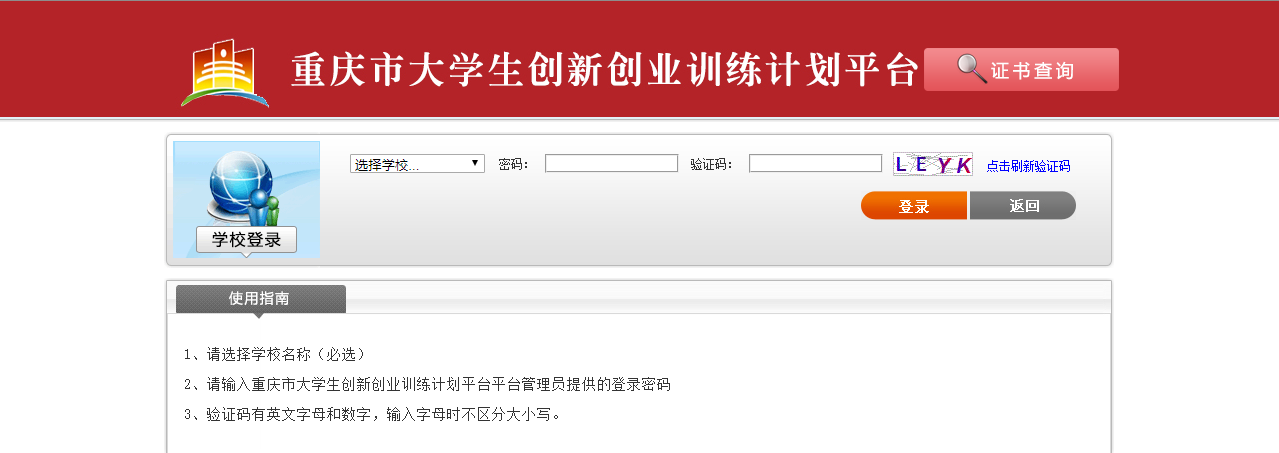 重庆市大学生创新创业训练计划平台 证书查询
选择学校... 密码： 验证码： LEYK 点击刷新验证码
登录 返回
学校登录
使用指南
1、请选择学校名称（必选）
2、请输入重庆市大学生创新创业训练计划平台平台管理员提供的登录密码
3、验证码有英文字母和数字，输入字母时不区分大小写。